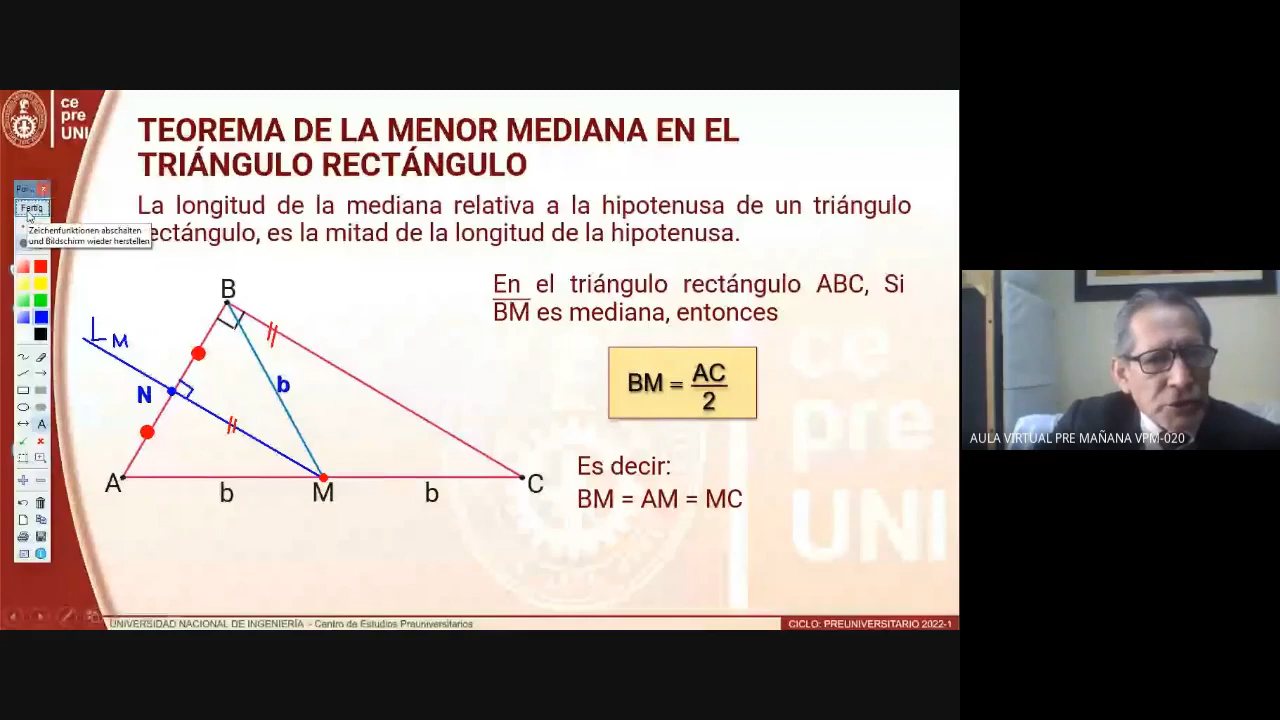 ce
pre
UNI
TEOREMA DE LA MENOR MEDIANA EN EL
TRIÁNGULO RECTÁNGULO
La longitud de la mediana relativa a la hipotenusa de un triángulo
ectángulo, es la mitad de la longitud de la hipotenusa.
Fertig
Zeichenfunktionen abschalten
und Bildschirm wieder herstellen
En el triángulo rectángulo ABC, Si
BM es mediana, entonces
BM = AC/2
Es decir:
BM = AM = MC
B
L M
N
b
A
M
C
b
b
ce
pre
UNI
AULA VIRTUAL PRE MAÑANA VPM-020
UNIVERSIDAD NACIONAL DE INGENIERÍA - Centro de Estudios Preuniversitarios
CICLO: PREUNIVERSITARIO 2022-1